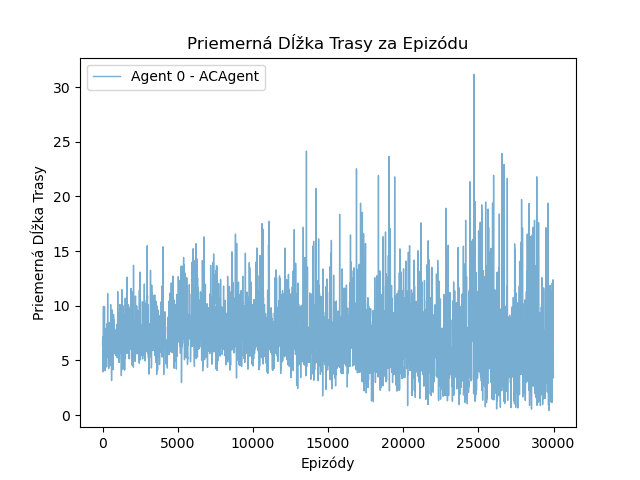 Priemerná Dĺžka Trasy za Epizódu
Agent 0 - ACAgent
Priemerná Dĺžka Trasy
30
25
20
15
10
5
0
0 5000 10000 15000 20000 25000 30000
Epizódy